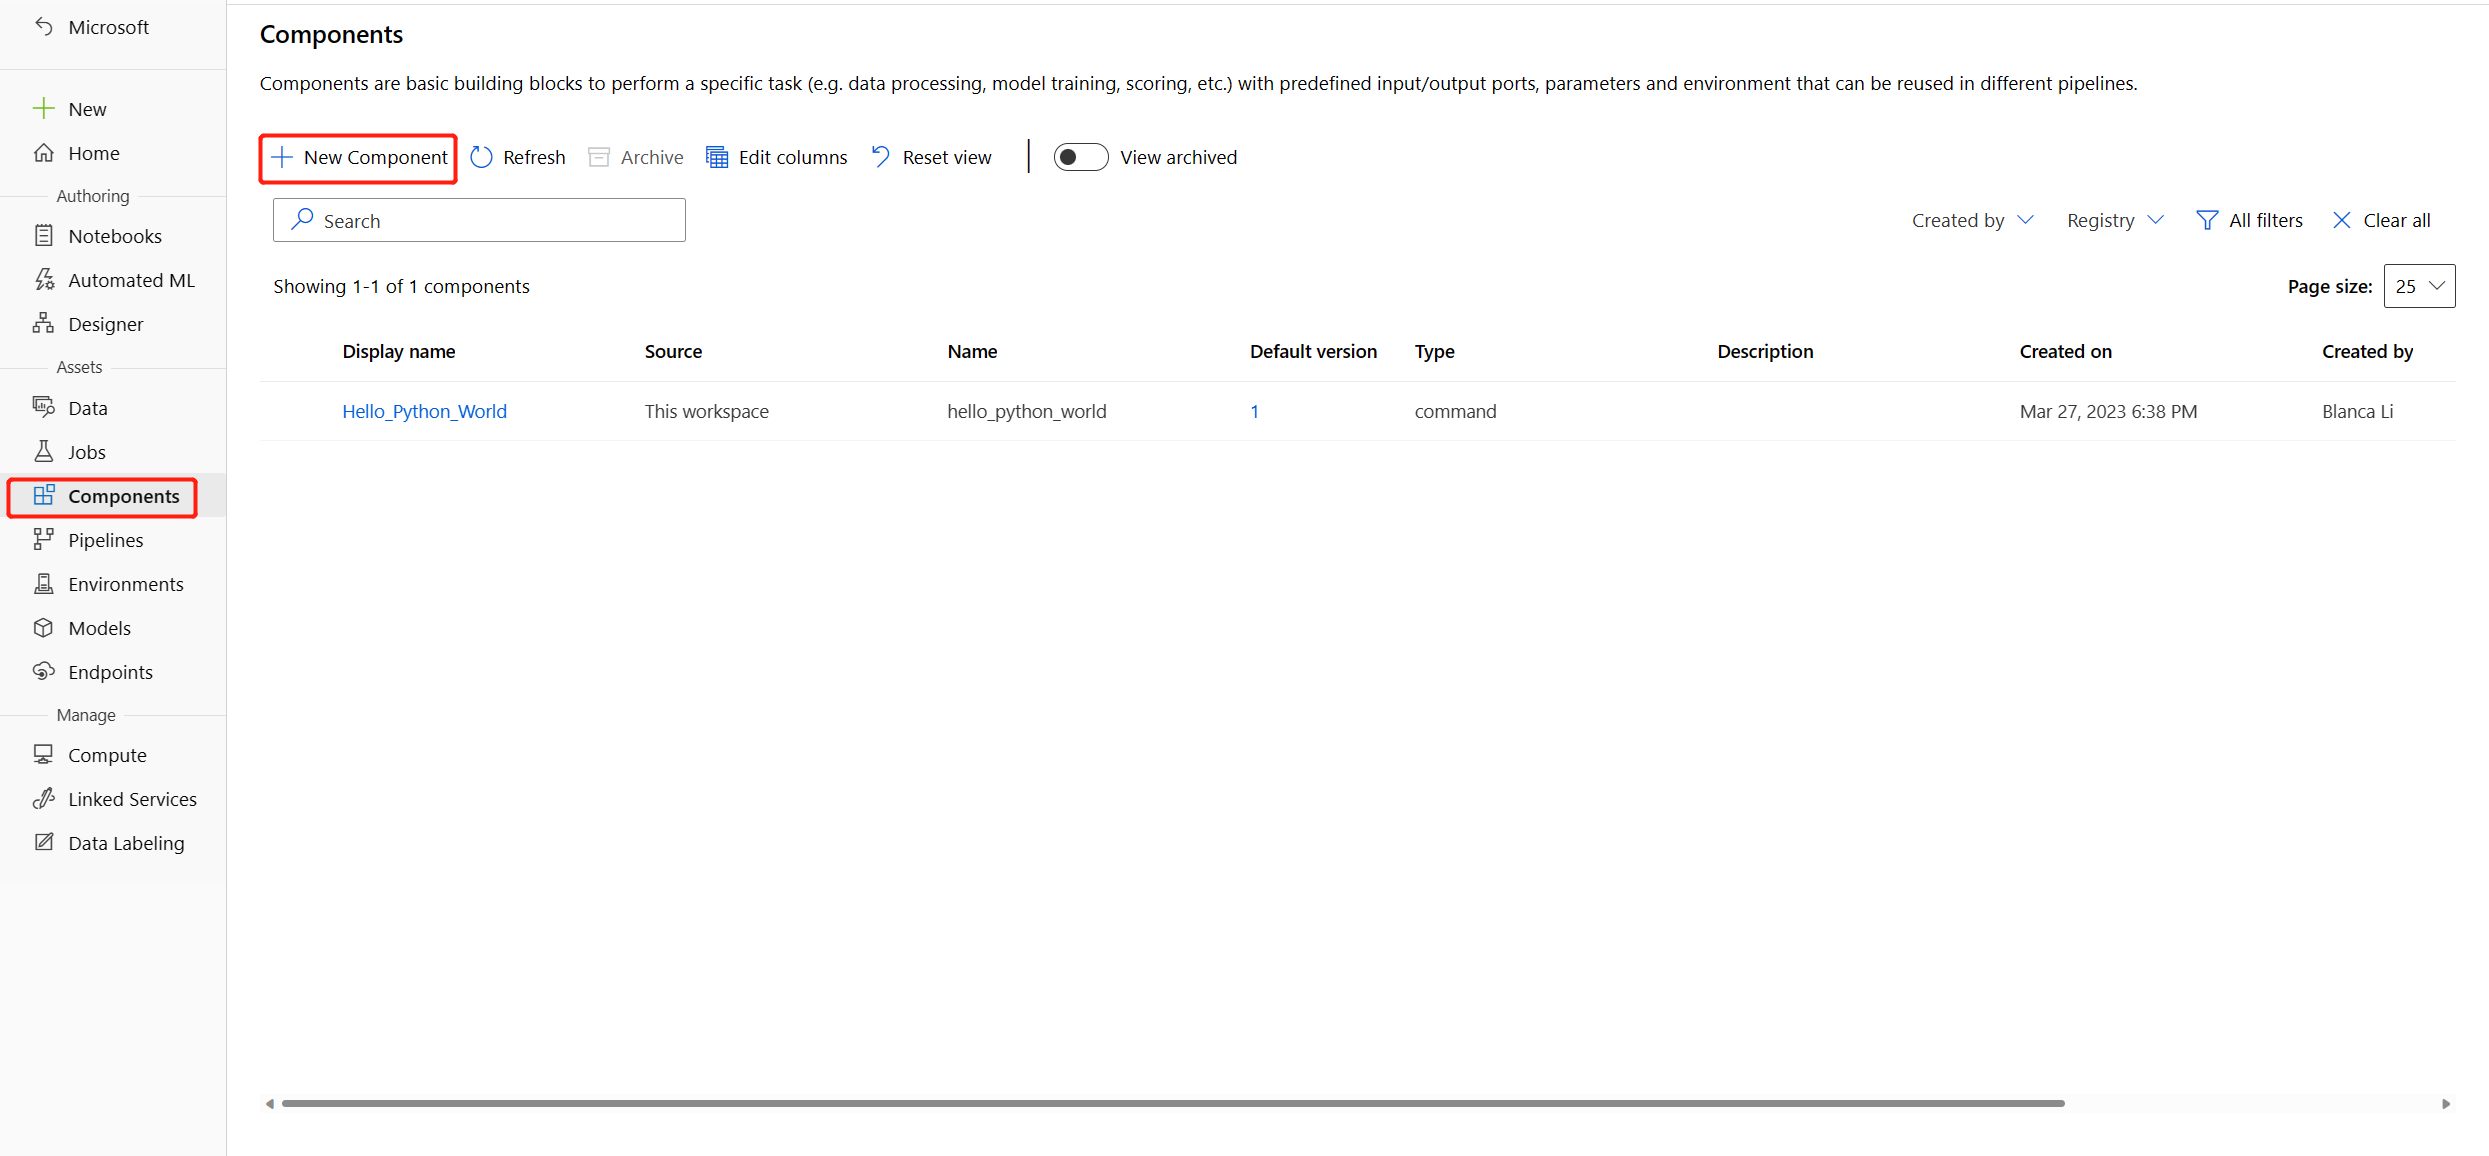 Microsoft
New
Home
Authoring
Notebooks
Automated ML
Designer
Assets
Data
Jobs
Components
Pipelines
Environments
Models
Endpoints
Manage
Compute
Linked Services
Data Labeling
Components
Components are basic building blocks to perform a specific task (e.g. data processing, model training, scoring, etc.) with predefined input/output ports, parameters and environment that can be reused in different pipelines.
New Component Refresh Archive Edit columns Reset view View archived
Search Created by Registry All filters Clear all
Showing 1-1 of 1 components Page size: 25
Display name Source Name Default version Type Description Created on Created by
Hello_Python_World This workspace hello_python_world 1 command Mar 27, 2023 6:38 PM Blanca Li